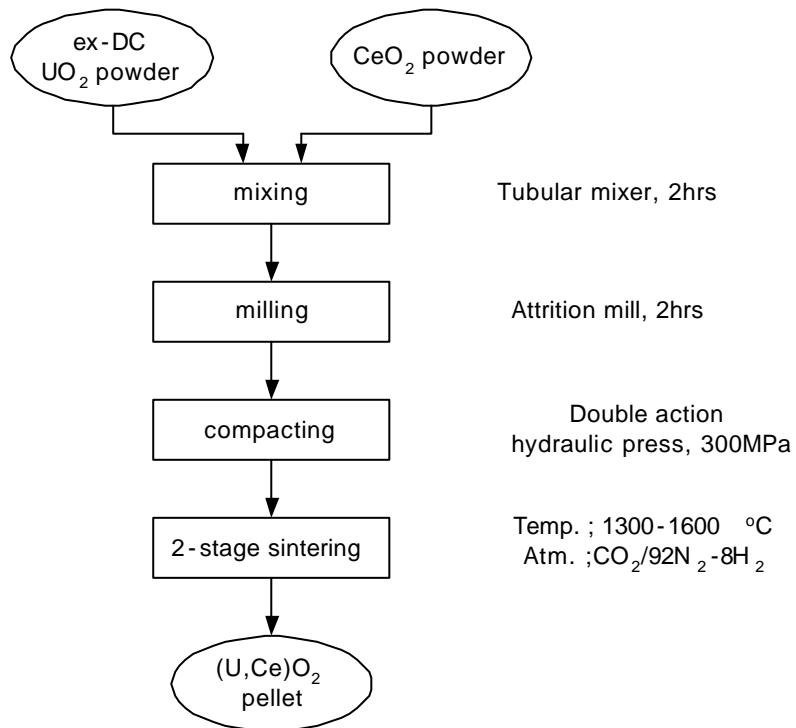 ex-DC
UO2 powder
CeO2 powder
mixing
Tubular mixer, 2hrs
milling
Attrition mill, 2hrs
compacting
Double action
hydraulic press, 300MPa
2-stage sintering
Temp. ; 1300-1600 ºC
Atm. ;CO2/92N2-8H2
(U,Ce)O2
pellet